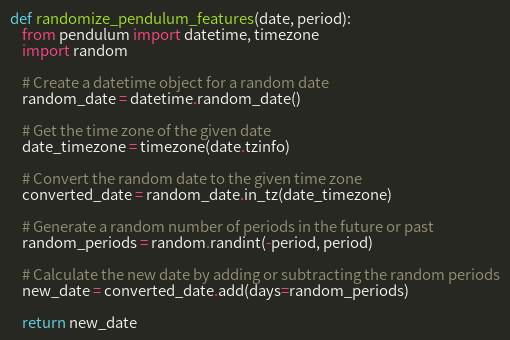 def randomize_pendulum_features(date, period):
from pendulum import datetime, timezone
import random
# Create a datetime object for a random date
random_date = datetime.random_date()
# Get the time zone of the given date
date_timezone = timezone(date.tzinfo)
# Convert the random date to the given time zone
converted_date = random_date.in_tz(date_timezone)
# Generate a random number of periods in the future or past
random_periods = random.randint(-period, period)
# Calculate the new date by adding or subtracting the random periods
new_date = converted_date.add(days=random_periods)
return new_date